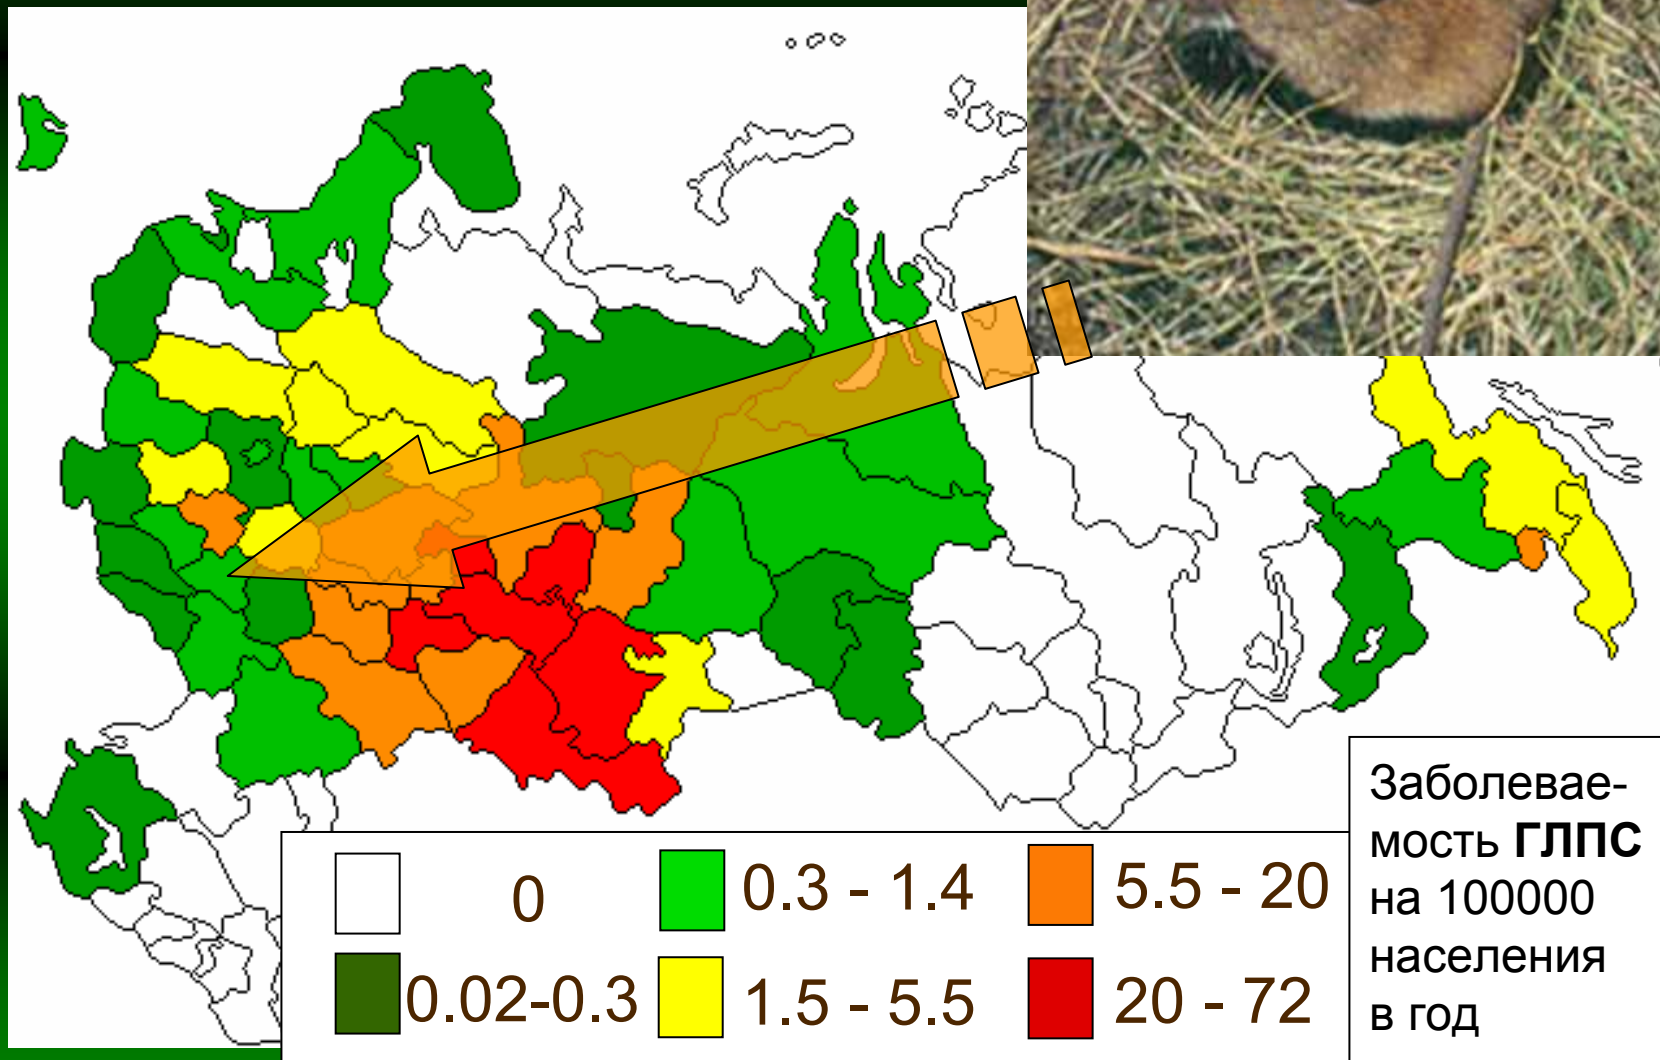 0
0.3 - 1.4
5.5 - 20
0.02-0.3
1.5 - 5.5
20 - 72
Заболевае-
мость ГЛПС
на 100000
населения
в год